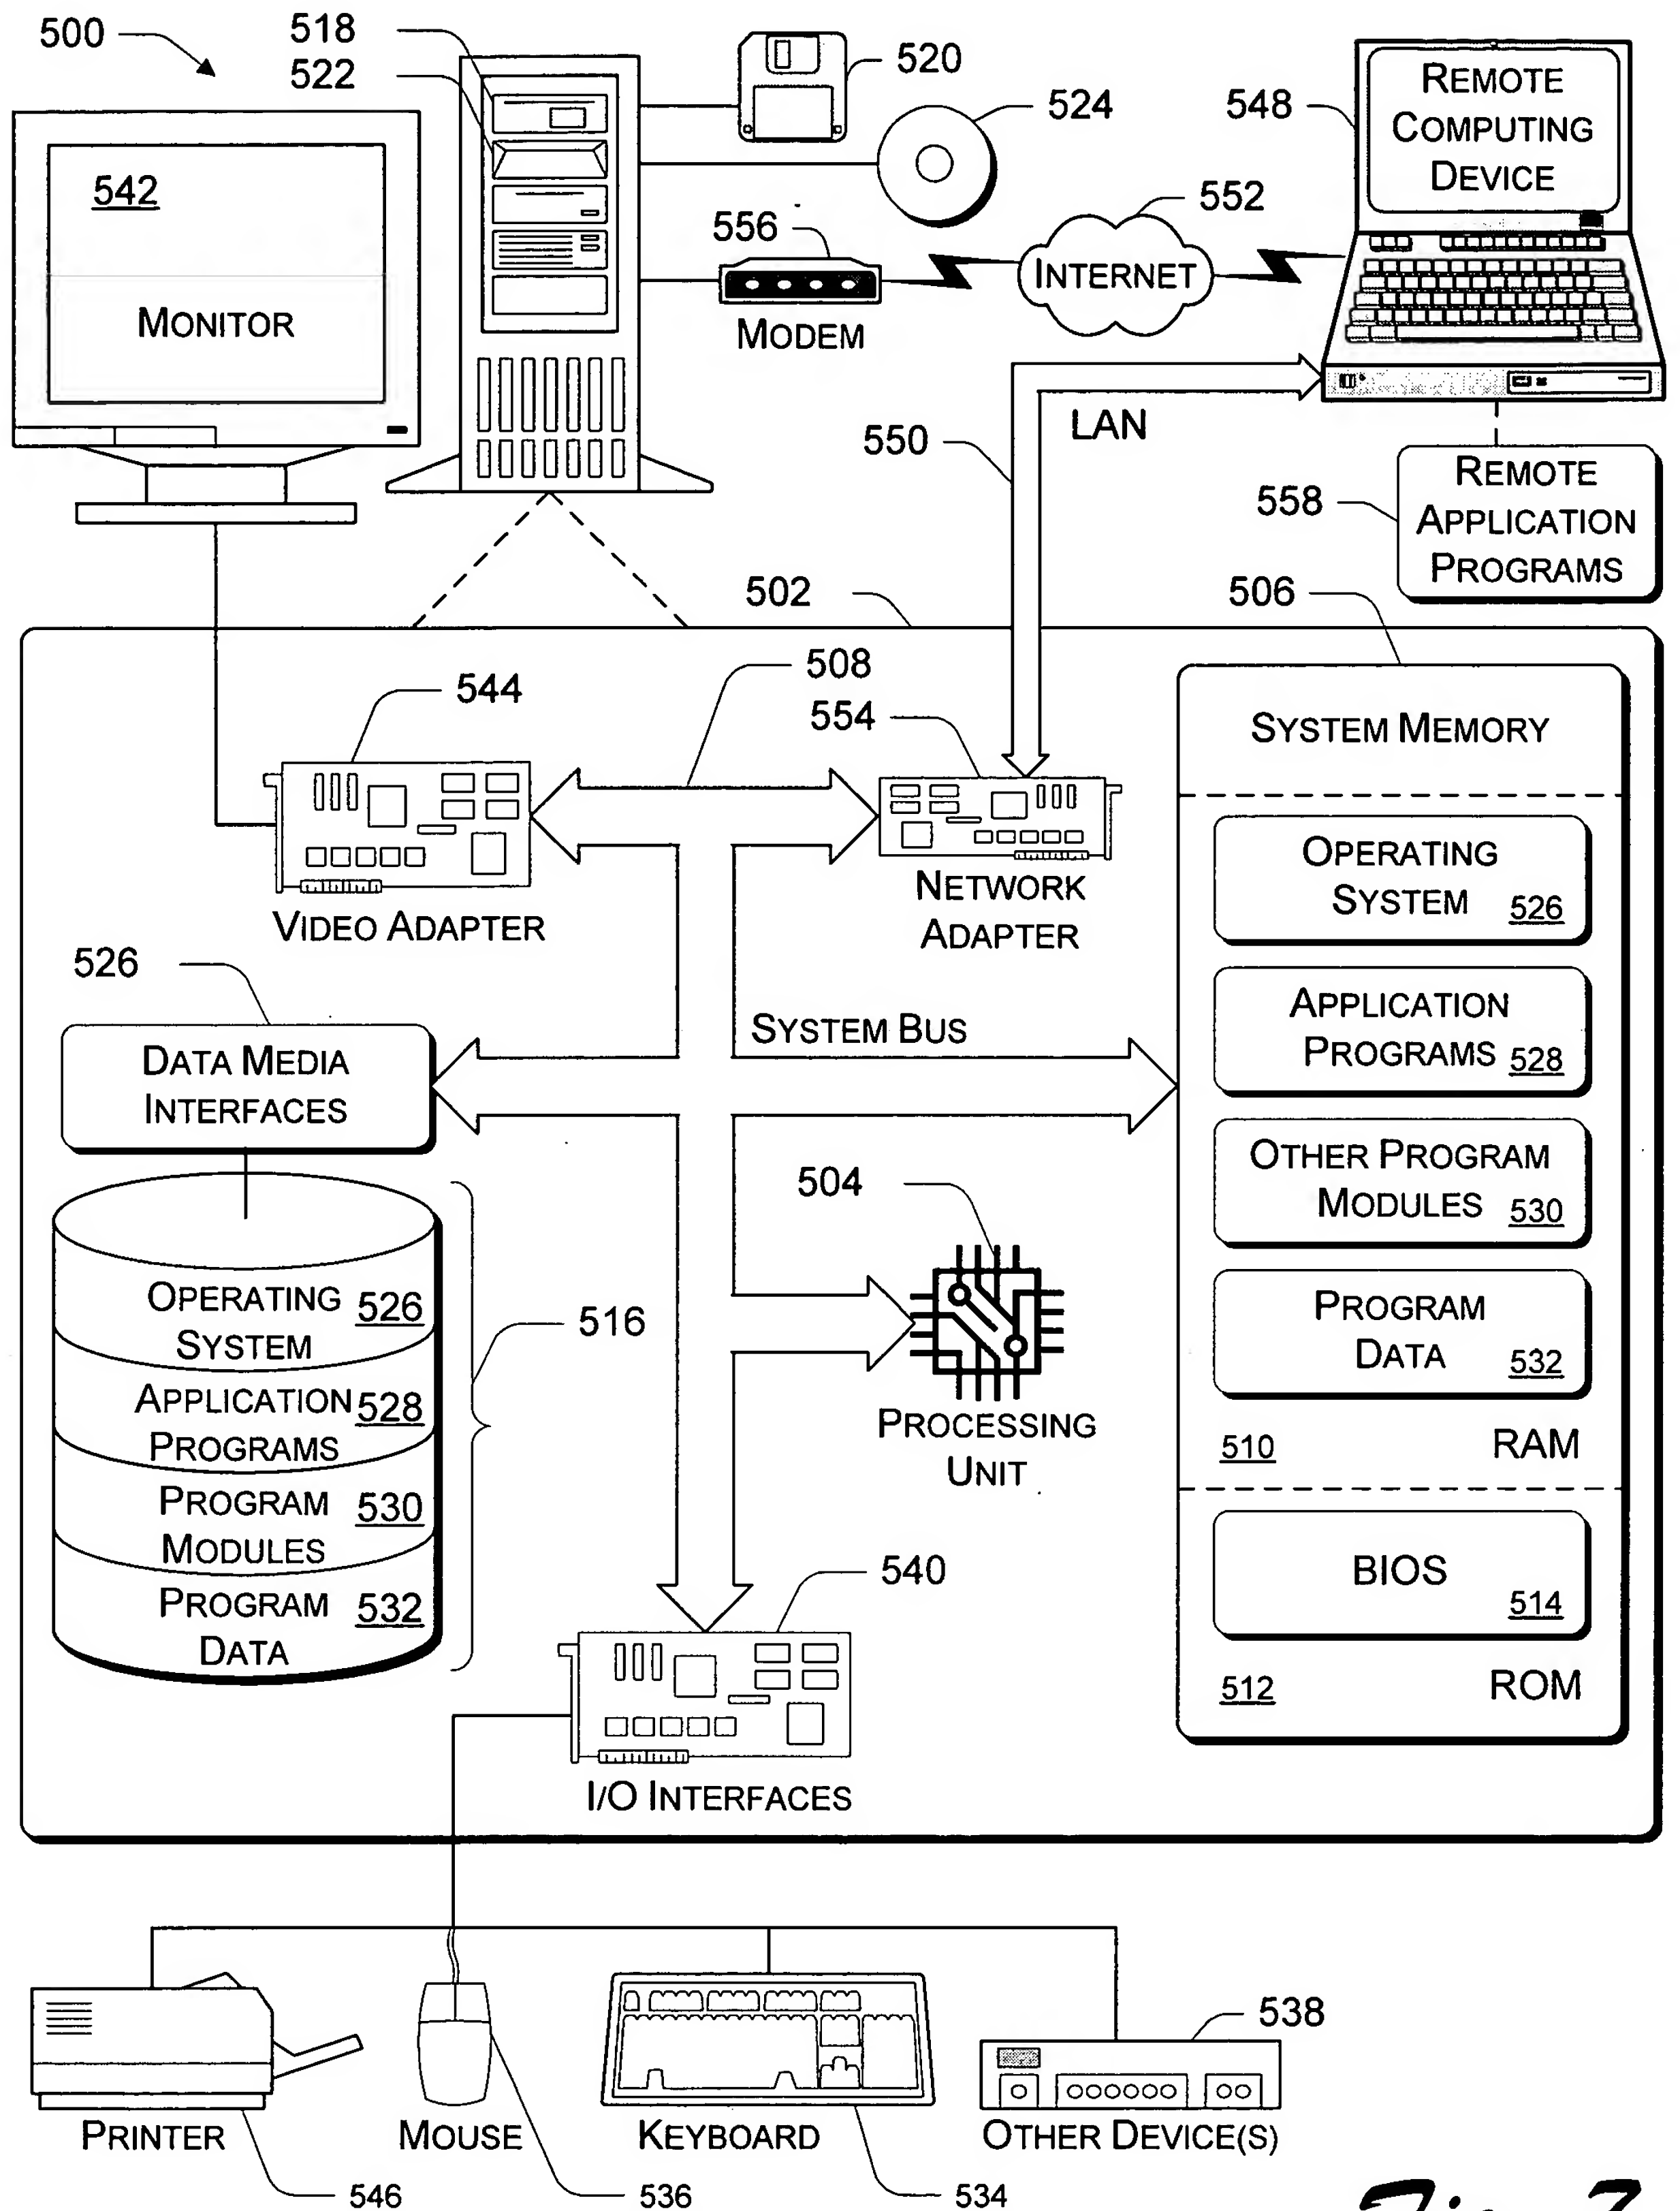 500
518
522
520
524
548
REMOTE
COMPUTING
DEVICE
542
MONITOR
556
MODEM
552
INTERNET
550
LAN
558
REMOTE
APPLICATION
PROGRAMS
502
506
508
544
VIDEO ADAPTER
554
NETWORK
ADAPTER
SYSTEM MEMORY
OPERATING
SYSTEM 526
APPLICATION
PROGRAMS 528
OTHER PROGRAM
MODULES 530
PROGRAM
DATA 532
510 RAM
BIOS
514
512 ROM
526
DATA MEDIA
INTERFACES
SYSTEM BUS
504
PROCESSING
UNIT
OPERATING 526
SYSTEM
APPLICATION 528
PROGRAMS
PROGRAM 530
MODULES
PROGRAM 532
DATA
516
540
I/O INTERFACES
538
PRINTER
MOUSE
KEYBOARD
OTHER DEVICE(S)
546
536
534